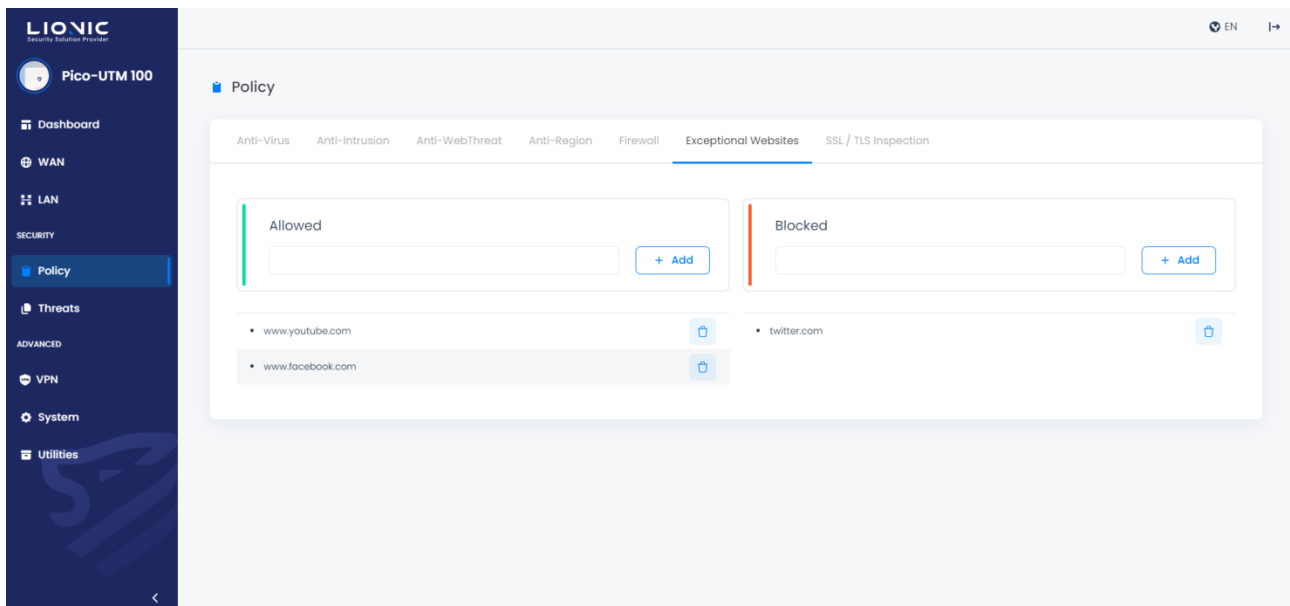 LIONIC
Security Solution Provider
EN
Pico-UTM 100
Dashboard
WAN
LAN
SECURITY
Policy
Threats
ADVANCED
VPN
System
Utilities
Policy
Anti-Virus Anti-Intrusion Anti-WebThreat Anti-Region Firewall Exceptional Websites SSL / TLS Inspection
Allowed
+ Add
www.youtube.com
www.facebook.com
Blocked
+ Add
twitter.com